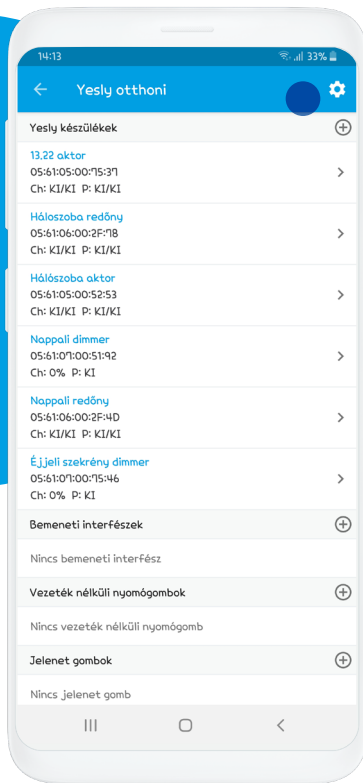 14:13 33%
Yesly otthoni
Yesly készülékek
13.22 aktor
05:61:05:00:75:37
Ch: KI/KI P: KI/KI
Háloszoba redőny
05:61:06:00:2F:78
Ch: KI/KI P: KI/KI
Hálószoba aktor
05:61:05:00:52:53
Ch: KI/KI P: KI/KI
Nappali dimmer
05:61:07:00:51:92
Ch: 0% P: KI
Nappali redőny
05:61:06:00:2F:4D
Ch: KI/KI P: KI/KI
Éjjeli szekrény dimmer
05:61:07:00:75:46
Ch: 0% P: KI
Bemeneti interfészek
Nincs bemeneti interfész
Vezeték nélküli nyomógombok
Nincs vezeték nélküli nyomógomb
Jelenet gombok
Nincs jelenet gomb